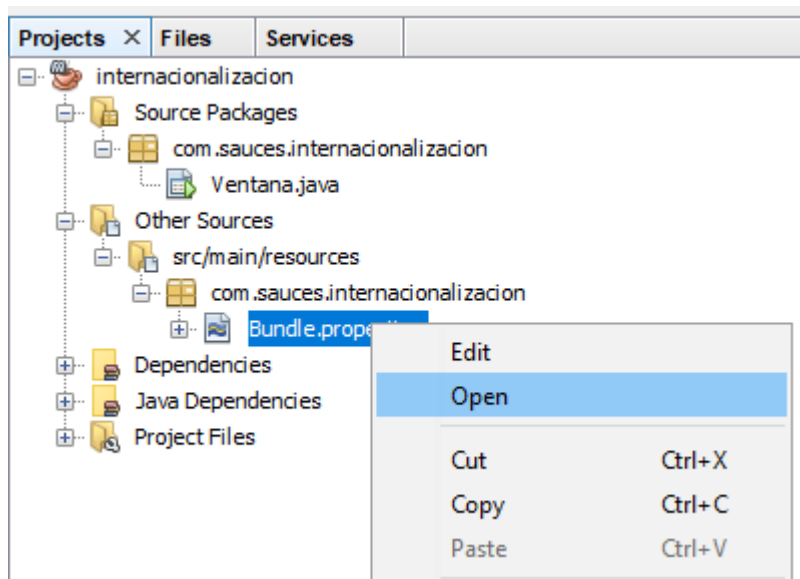 Projects × Files Services
internacionalizacion
Source Packages
com.sauces.internacionalizacion
Ventana.java
Other Sources
src/main/resources
com.sauces.internacionalizacion
Edit
Dependencies
Open
Java Dependencies
Project Files
Cut Ctrl+X
Copy Ctrl+C
Paste Ctrl+V